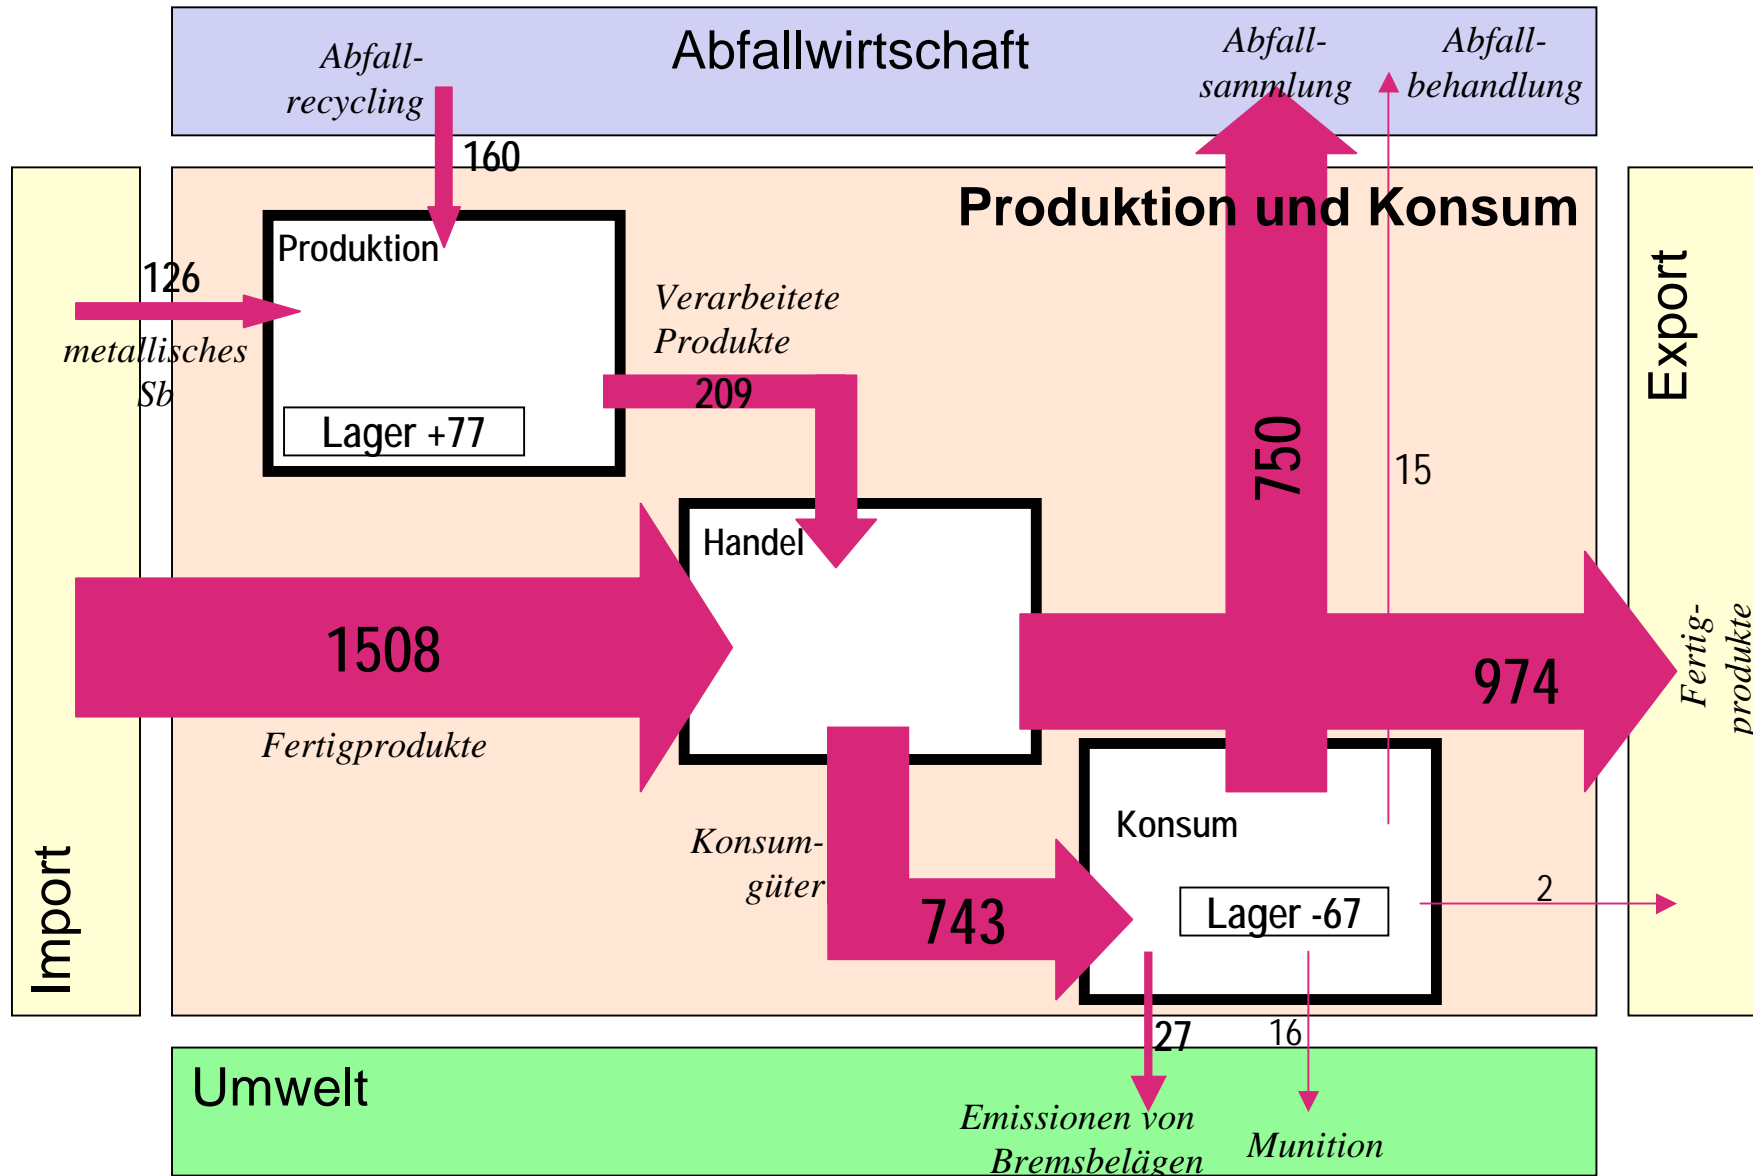 Abfallwirtschaft
Abfall-
recycling
Abfall-
sammlung
Abfall-
behandlung
160
Produktion und Konsum
Produktion
126
metallisches
Sb
Verarbeitete
Produkte
209
Lager +77
Export
750
15
Handel
1508
Fertigprodukte
974
Fertig-
produkte
Konsum-
güter
743
Konsum
Lager -67
2
Import
27
16
Umwelt
Emissionen von
Bremsbelägen
Munition